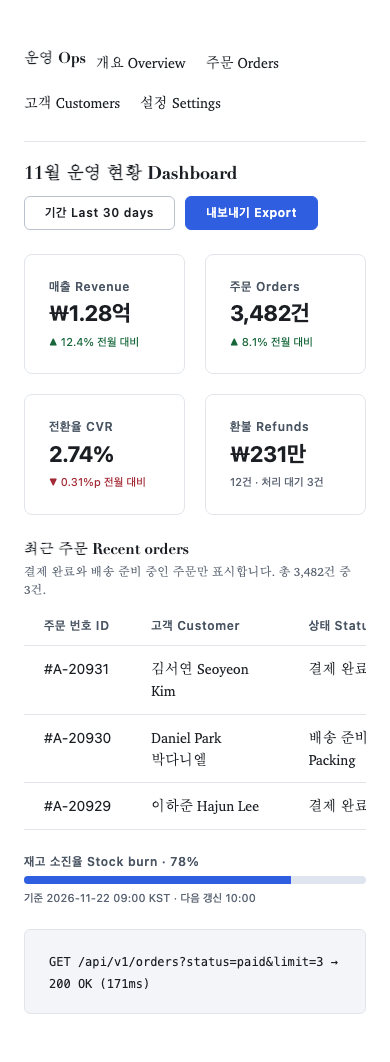 운영 Ops 개요 Overview 주문 Orders
고객 Customers 설정 Settings
11월 운영 현황 Dashboard
기간 Last 30 days 내보내기 Export
매출 Revenue
₩1.28억
▲ 12.4% 전월 대비
주문 Orders
3,482건
▲ 8.1% 전월 대비
전환율 CVR
2.74%
▼ 0.31%p 전월 대비
환불 Refunds
₩231만
12건 · 처리 대기 3건
최근 주문 Recent orders
결제 완료와 배송 준비 중인 주문만 표시합니다. 총 3,482건 중
3건.
주문 번호 ID 고객 Customer 상태 Statu
#A-20931 김서연 Seoyeon Kim 결제 완료
#A-20930 Daniel Park 박다니엘 배송 준비 Packing
#A-20929 이하준 Hajun Lee 결제 완료
재고 소진율 Stock burn · 78%
기준 2026-11-22 09:00 KST · 다음 갱신 10:00
GET /api/v1/orders?status=paid&limit=3 →
200 OK (171ms)